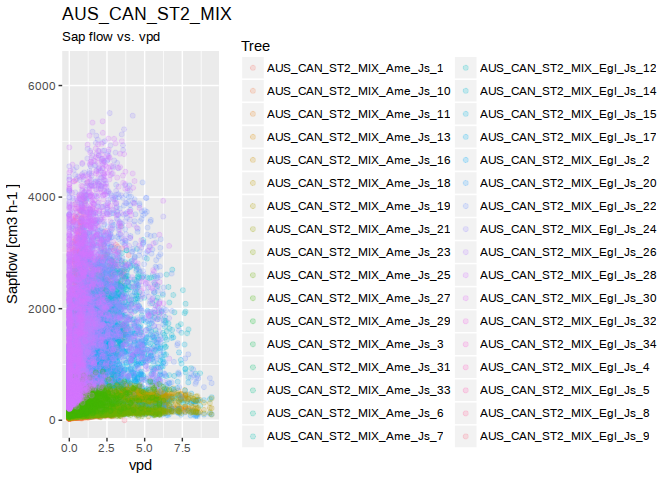 AUS_CAN_ST2_MIX
Sap flow vs. vpd
Sapflow [cm3 h-1 ]
6000
4000
2000
0
0.0 2.5 5.0 7.5
vpd
Tree
AUS_CAN_ST2_MIX_Ame_Js_1
AUS_CAN_ST2_MIX_Ame_Js_10
AUS_CAN_ST2_MIX_Ame_Js_11
AUS_CAN_ST2_MIX_Ame_Js_13
AUS_CAN_ST2_MIX_Ame_Js_16
AUS_CAN_ST2_MIX_Ame_Js_18
AUS_CAN_ST2_MIX_Ame_Js_19
AUS_CAN_ST2_MIX_Ame_Js_21
AUS_CAN_ST2_MIX_Ame_Js_23
AUS_CAN_ST2_MIX_Ame_Js_25
AUS_CAN_ST2_MIX_Ame_Js_27
AUS_CAN_ST2_MIX_Ame_Js_29
AUS_CAN_ST2_MIX_Ame_Js_3
AUS_CAN_ST2_MIX_Ame_Js_31
AUS_CAN_ST2_MIX_Ame_Js_33
AUS_CAN_ST2_MIX_Ame_Js_6
AUS_CAN_ST2_MIX_Ame_Js_7
AUS_CAN_ST2_MIX_Egl_Js_12
AUS_CAN_ST2_MIX_Egl_Js_14
AUS_CAN_ST2_MIX_Egl_Js_15
AUS_CAN_ST2_MIX_Egl_Js_17
AUS_CAN_ST2_MIX_Egl_Js_2
AUS_CAN_ST2_MIX_Egl_Js_20
AUS_CAN_ST2_MIX_Egl_Js_22
AUS_CAN_ST2_MIX_Egl_Js_24
AUS_CAN_ST2_MIX_Egl_Js_26
AUS_CAN_ST2_MIX_Egl_Js_28
AUS_CAN_ST2_MIX_Egl_Js_30
AUS_CAN_ST2_MIX_Egl_Js_32
AUS_CAN_ST2_MIX_Egl_Js_34
AUS_CAN_ST2_MIX_Egl_Js_4
AUS_CAN_ST2_MIX_Egl_Js_5
AUS_CAN_ST2_MIX_Egl_Js_8
AUS_CAN_ST2_MIX_Egl_Js_9